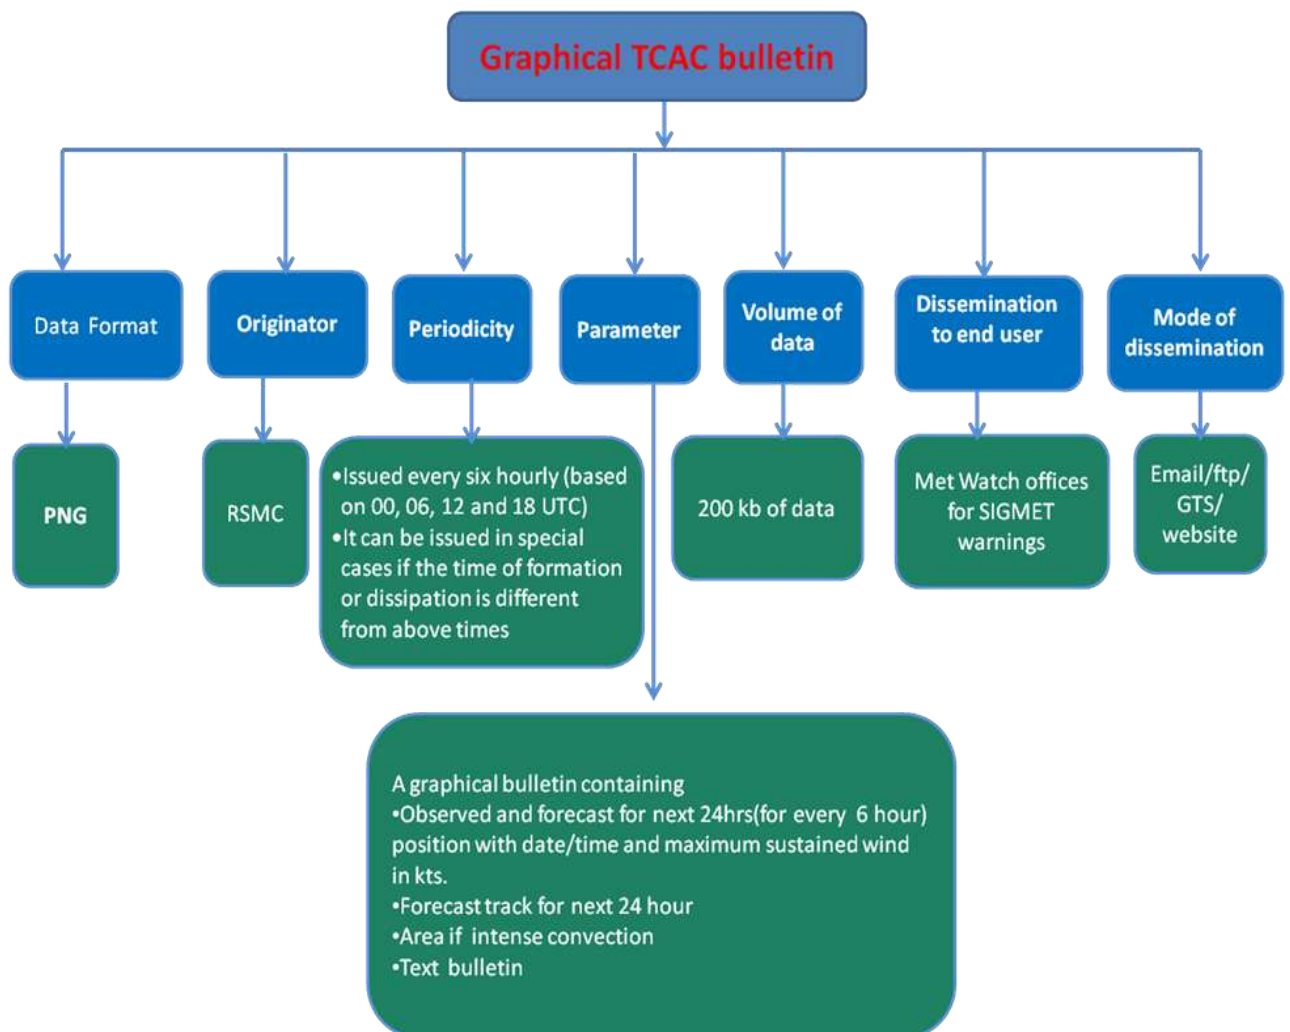 Graphical TCAC bulletin
Data Format
Originator
Periodicity
Parameter
Volume of
data
Dissemination
to end user
Mode of
dissemination
PNG
RSMC
•Issued every six hourly (based
on 00, 06, 12 and 18 UTC)
•It can be issued in special
cases if the time of formation
or dissipation is different
from above times
200 kb of data
Met Watch offices
for SIGMET
warnings
Email/ftp/
GTS/
website
A graphical bulletin containing
•Observed and forecast for next 24hrs(for every 6 hour)
position with date/time and maximum sustained wind
in kts.
•Forecast track for next 24 hour
•Area if intense convection
•Text bulletin